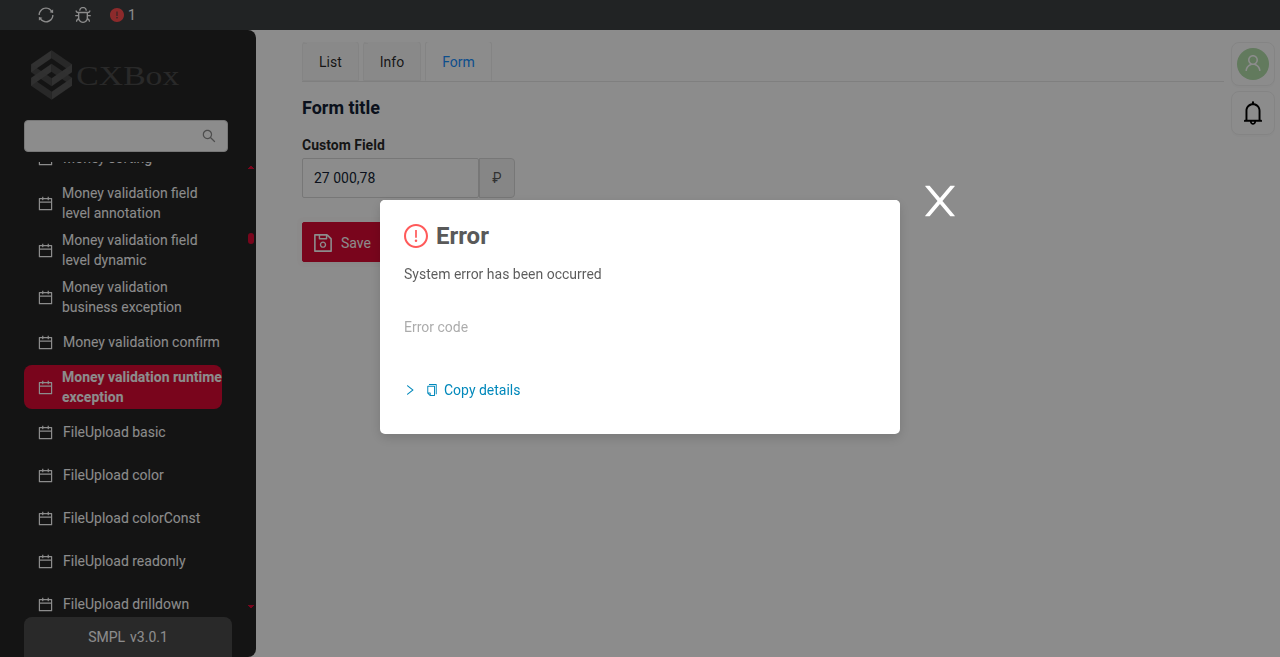 1
CXBox
Money sorting
Money validation field
level annotation
Money validation field
level dynamic
Money validation
business exception
Money validation confirm
Money validation runtime
exception
FileUpload basic
FileUpload color
FileUpload colorConst
FileUpload readonly
FileUpload drilldown
SMPL v3.0.1
List Info Form
Form title
Custom Field
27 000,78 ₽
Save
Error
System error has been occurred
Error code
Copy details